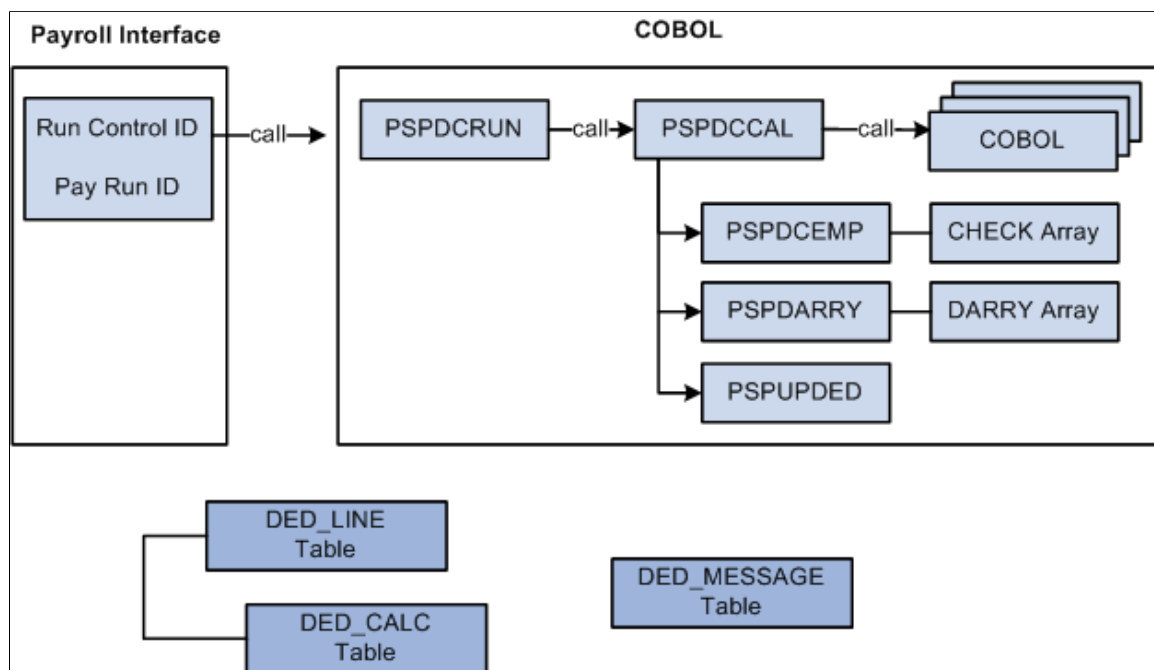 Payroll Interface
COBOL
Run Control ID
Pay Run ID
call
PSPDCRUN
call
PSPDCCAL
call
COBOL
PSPDCEMP
CHECK Array
PSPDARRY
DARRY Array
PSPUPDED
DED_LINE
Table
DED_MESSAGE
Table
DED_CALC
Table